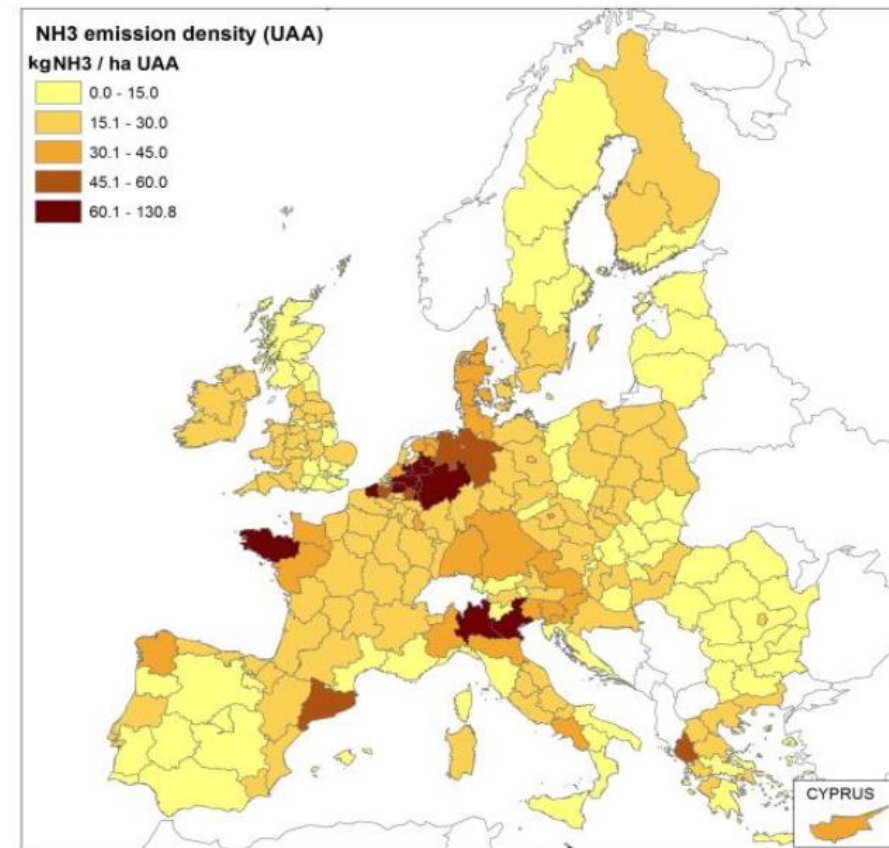 NH3 emission density (UAA)
kgNH3 / ha UAA
0.0 - 15.0
15.1 - 30.0
30.1 - 45.0
45.1 - 60.0
60.1 - 130.8
CYPRUS